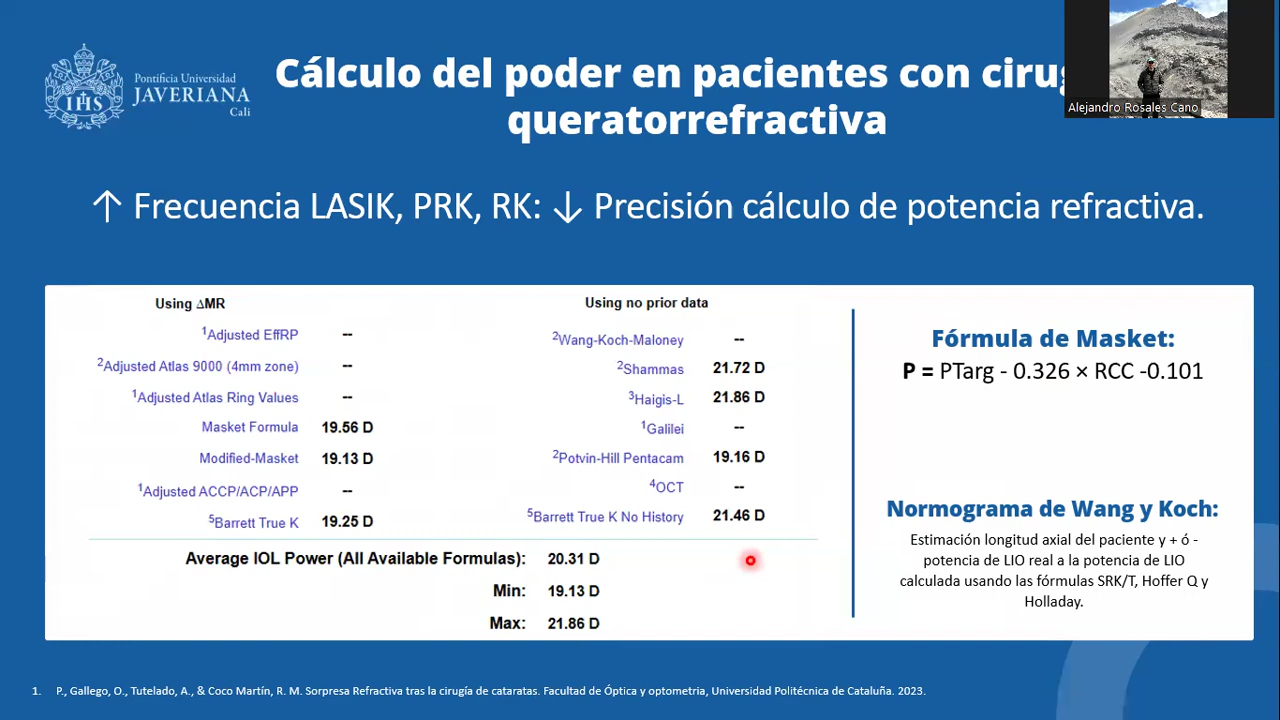 Pontificia Universidad
JAVERIANA
Cali
IHS
Cálculo del poder en pacientes con
queratorrefractiva
Alejandro Rosales Cano
↑ Frecuencia LASIK, PRK, RK: ↓ Precisión cálculo de potencia refractiva.
Using ∆MR
¹Adjusted EffRP --
²Adjusted Atlas 9000 (4mm zone) --
¹Adjusted Atlas Ring Values --
Masket Formula 19.56 D
Modified-Masket 19.13 D
¹Adjusted ACCP/ACP/APP --
⁵Barrett True K 19.25 D
Using no prior data
²Wang-Koch-Maloney --
²Shammas 21.72 D
³Haigis-L 21.86 D
¹Galilei --
²Potvin-Hill Pentacam 19.16 D
⁴OCT --
⁵Barrett True K No History 21.46 D
Average IOL Power (All Available Formulas): 20.31 D
Min: 19.13 D
Max: 21.86 D
Fórmula de Masket:
P = PTarg - 0.326 × RCC -0.101
Normograma de Wang y Koch:
Estimación longitud axial del paciente y + ó -
potencia de LIO real a la potencia de LIO
calculada usando las fórmulas SRK/T, Hoffer Q y
Holladay.
1. P., Gallego, O., Tutelado, A., & Coco Martín, R. M. Sorpresa Refractiva tras la cirugía de cataratas. Facultad de Óptica y optometria, Universidad Politécnica de Cataluña. 2023.